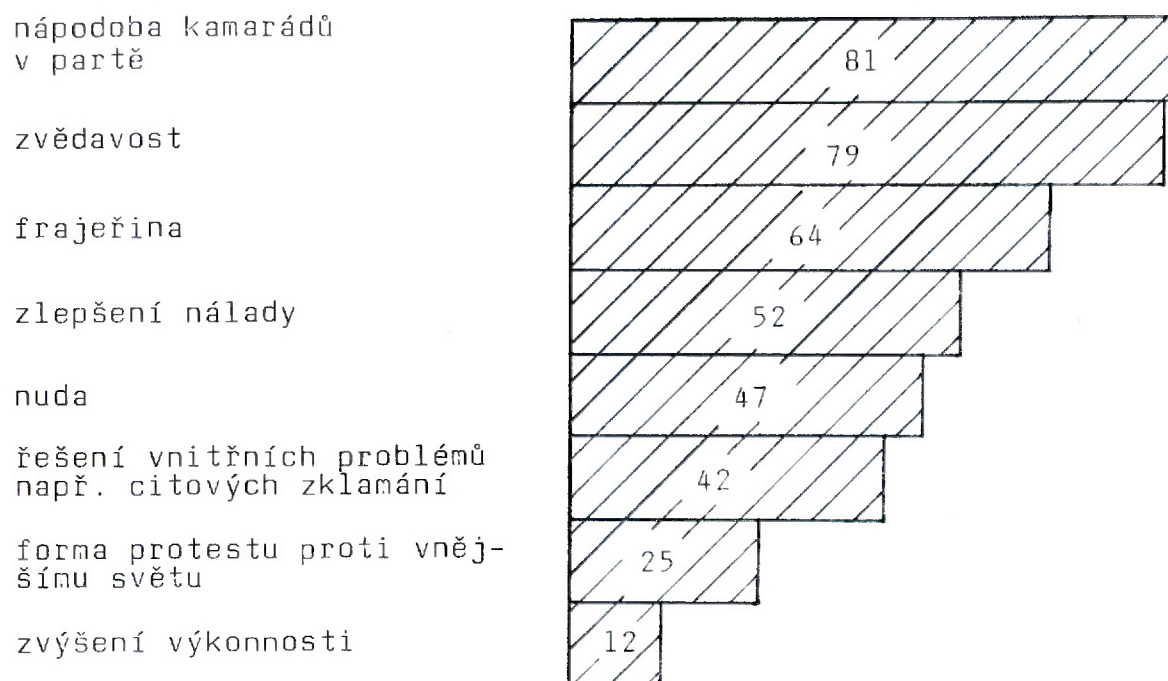 nápodoba kamarádů
v partě
81
zvědavost
79
frajeřina
64
zlepšení nálady
52
nuda
47
řešení vnitřních problémů
např. citových zklamání
42
forma protestu proti vněj-
šímu světu
25
zvýšení výkonnosti
12